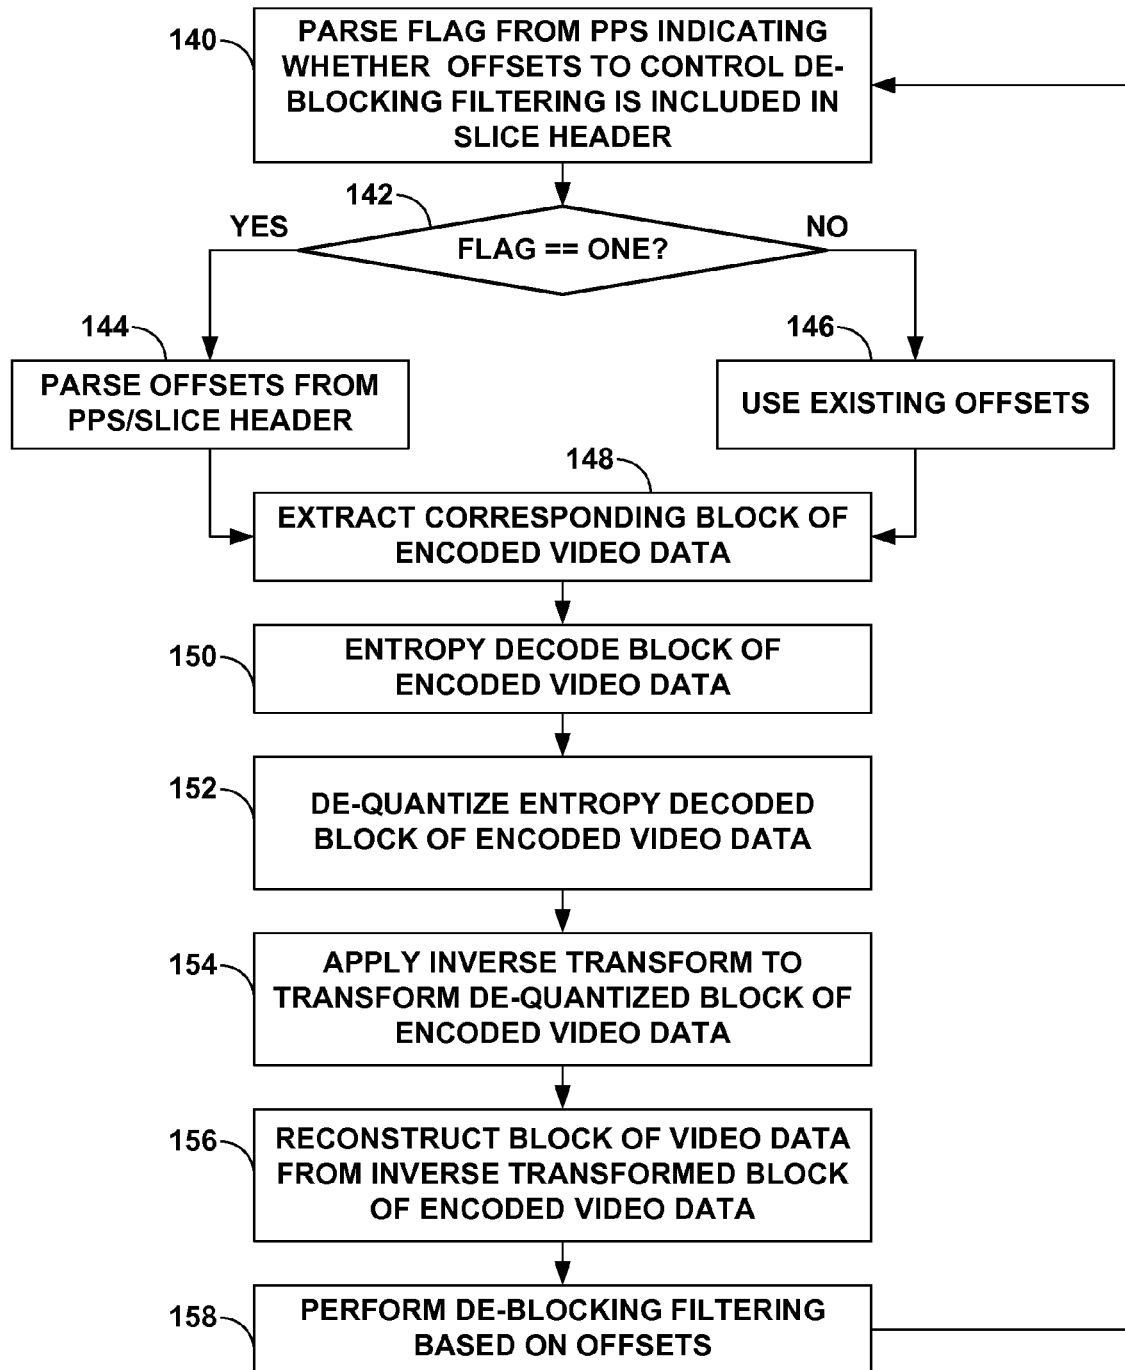 140
PARSE FLAG FROM PPS INDICATING
WHETHER OFFSETS TO CONTROL DE-
BLOCKING FILTERING IS INCLUDED IN
SLICE HEADER
142
YES
FLAG == ONE?
NO
144
PARSE OFFSETS FROM
PPS/SLICE HEADER
146
USE EXISTING OFFSETS
148
EXTRACT CORRESPONDING BLOCK OF
ENCODED VIDEO DATA
150
ENTROPY DECODE BLOCK OF
ENCODED VIDEO DATA
152
DE-QUANTIZE ENTROPY DECODED
BLOCK OF ENCODED VIDEO DATA
154
APPLY INVERSE TRANSFORM TO
TRANSFORM DE-QUANTIZED BLOCK OF
ENCODED VIDEO DATA
156
RECONSTRUCT BLOCK OF VIDEO DATA
FROM INVERSE TRANSFORMED BLOCK
OF ENCODED VIDEO DATA
158
PERFORM DE-BLOCKING FILTERING
BASED ON OFFSETS